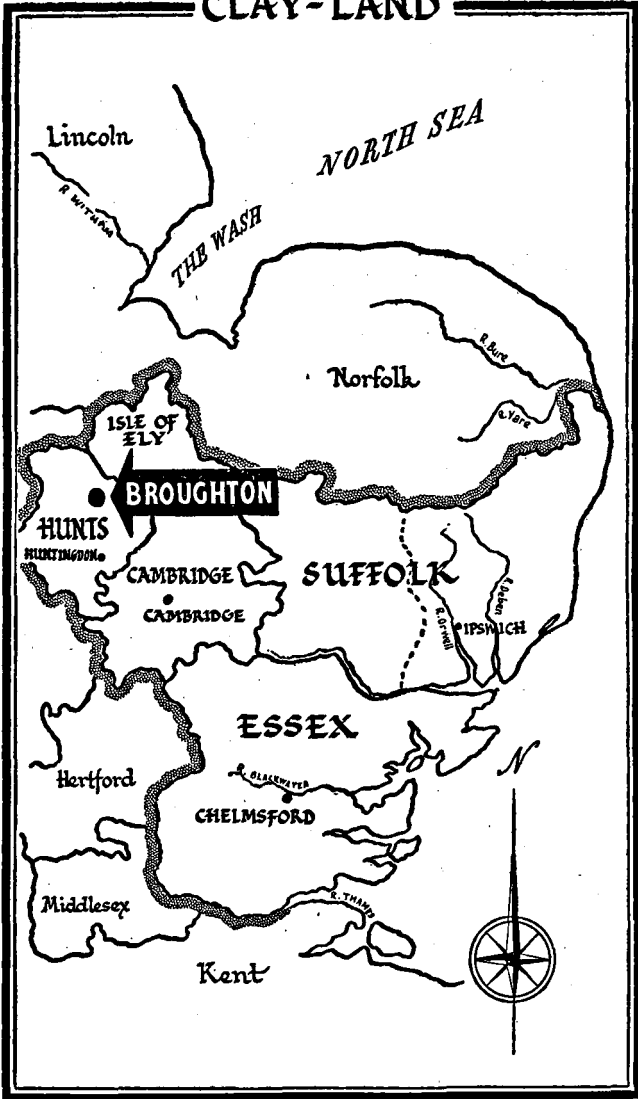 CLAY-LAND
Lincoln
NORTH SEA
R. WITHAM
THE WASH
R. Bure
Norfolk
R. Yare
ISLE OF
ELY
BROUGHTON
HUNTS
HUNTINGDON
CAMBRIDGE
SUFFOLK
CAMBRIDGE
R. Orwell
R. Deben
IPSWICH
ESSEX
N
Hertford
R. BLACKWATER
CHELMSFORD
Middlesex
R. THAMES
Kent